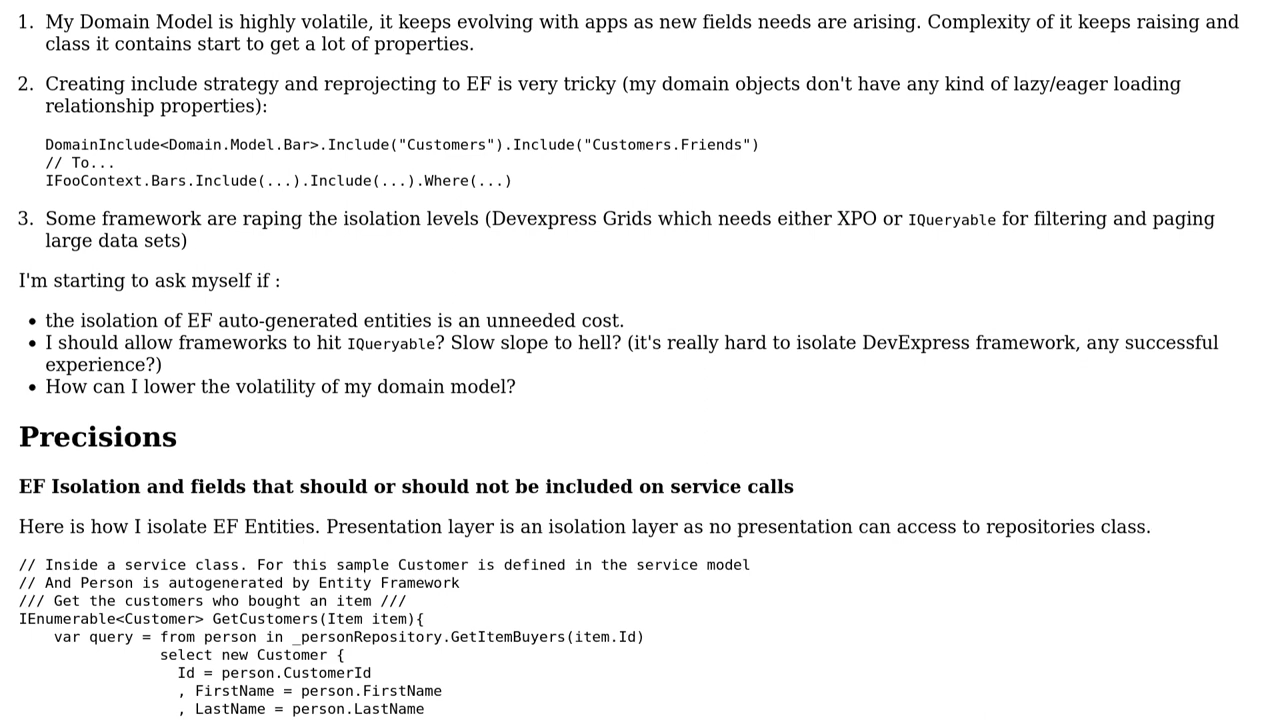 1. My Domain Model is highly volatile, it keeps evolving with apps as new fields needs are arising. Complexity of it keeps raising and
class it contains start to get a lot of properties.
2. Creating include strategy and reprojecting to EF is very tricky (my domain objects don't have any kind of lazy/eager loading
relationship properties):
DomainInclude<Domain.Model.Bar>.Include("Customers").Include("Customers.Friends")
// To...
IFooContext.Bars.Include(...).Include(...).Where(...)
3. Some framework are raping the isolation levels (Devexpress Grids which needs either XPO or IQueryable for filtering and paging
large data sets)
I'm starting to ask myself if :
• the isolation of EF auto-generated entities is an unneeded cost.
• I should allow frameworks to hit IQueryable? Slow slope to hell? (it's really hard to isolate DevExpress framework, any successful
experience?)
• How can I lower the volatility of my domain model?
Precisions
EF Isolation and fields that should or should not be included on service calls
Here is how I isolate EF Entities. Presentation layer is an isolation layer as no presentation can access to repositories class.
// Inside a service class. For this sample Customer is defined in the service model
// And Person is autogenerated by Entity Framework
/// Get the customers who bought an item ///
IEnumerable<Customer> GetCustomers(Item item){
    var query = from person in _personRepository.GetItemBuyers(item.Id)
                select new Customer {
                  Id = person.CustomerId
                  , FirstName = person.FirstName
                  , LastName = person.LastName